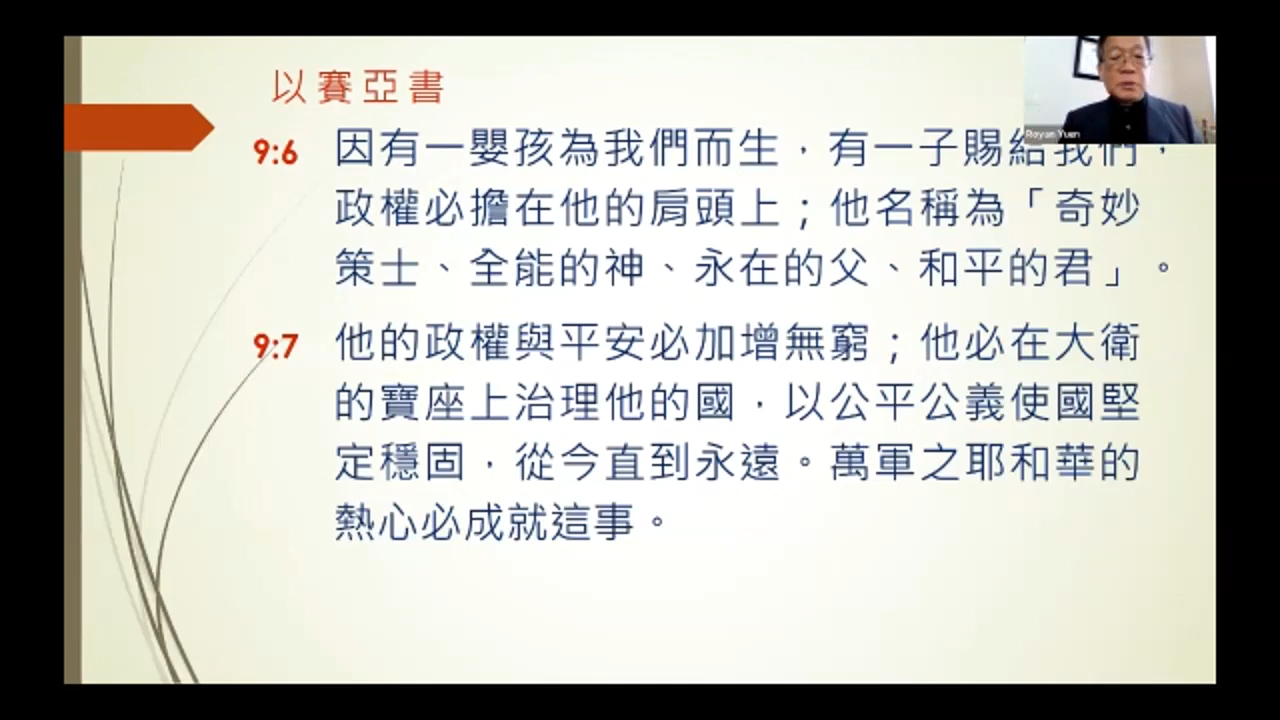 以賽亞書
Royan Yuen
9:6 因有一嬰孩為我們而生，有一子賜給我們，
政權必擔在他的肩頭上；他名稱為「奇妙
策士、全能的神、永在的父、和平的君」。
9:7 他的政權與平安必加增無窮；他必在大衛
的寶座上治理他的國，以公平公義使國堅
定穩固，從今直到永遠。萬軍之耶和華的
熱心必成就這事。